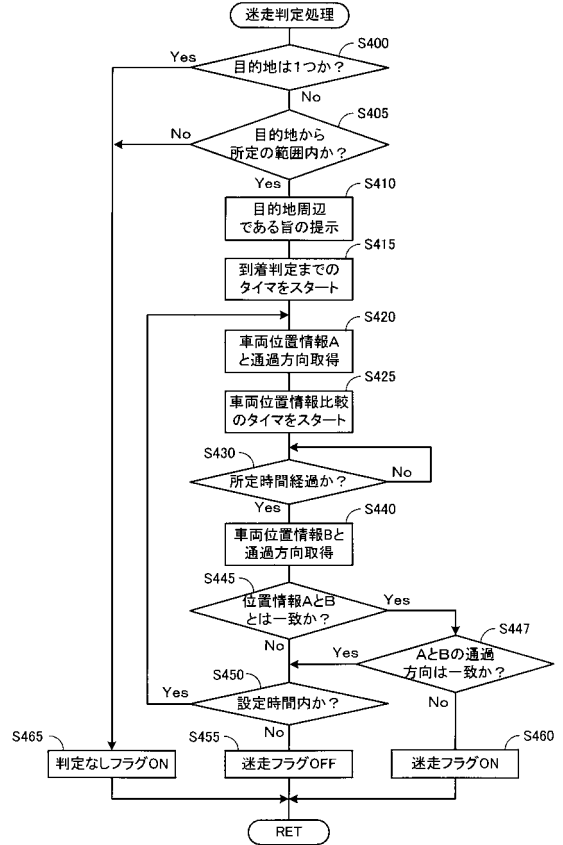 迷走判定処理
S400
Yes
目的地は1つか？
No
S405
No
目的地から
所定の範囲内か？
Yes
S410
目的地周辺
である旨の提示
S415
到着判定までの
タイマをスタート
S420
車両位置情報A
と通過方向取得
S425
車両位置情報比較
のタイマをスタート
S430
No
所定時間経過か？
Yes
S440
車両位置情報Bと
通過方向取得
S445
位置情報AとB
とは一致か？
Yes
S447
No
Yes
AとBの通過
方向は一致か？
S450
Yes
設定時間内か？
No
No
S465
S455
S460
判定なしフラグON
迷走フラグOFF
迷走フラグON
RET